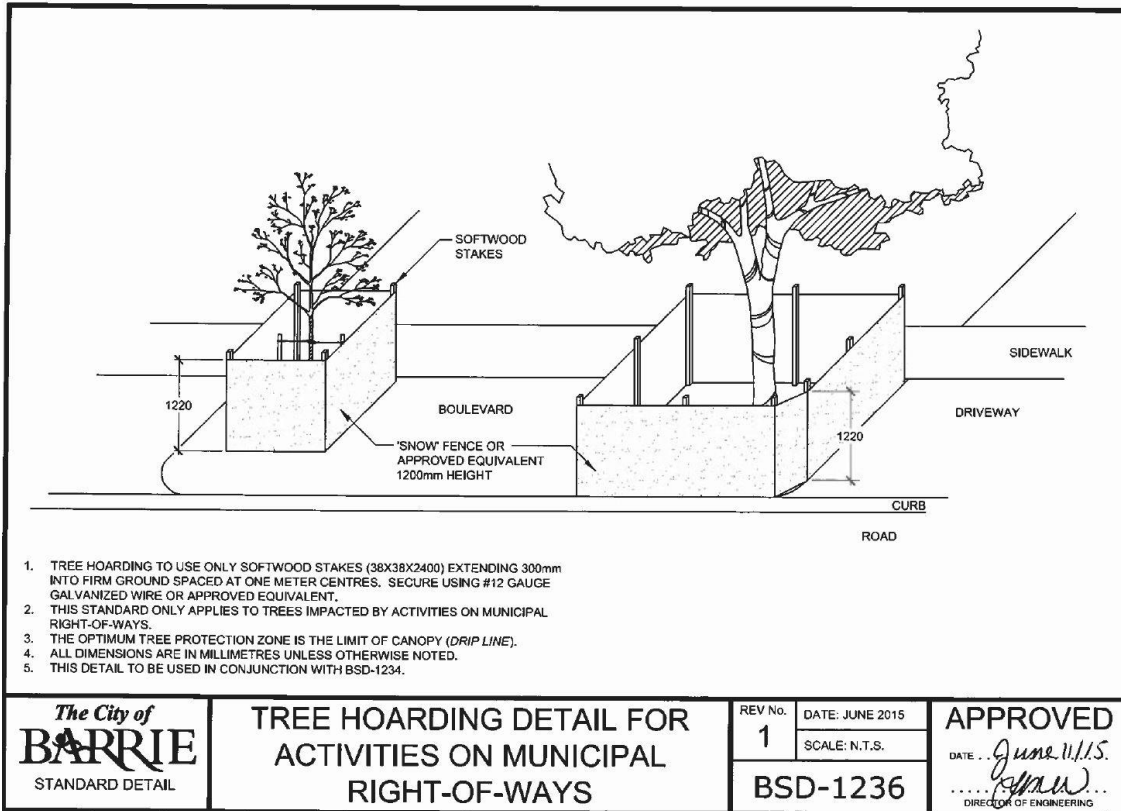 SOFTWOOD
STAKES
SIDEWALK
1220
BOULEVARD
DRIVEWAY
1220
'SNOW' FENCE OR
APPROVED EQUIVALENT
1200mm HEIGHT
CURB
ROAD
1. TREE HOARDING TO USE ONLY SOFTWOOD STAKES (38X38X2400) EXTENDING 300mm
INTO FIRM GROUND SPACED AT ONE METER CENTRES. SECURE USING #12 GAUGE
GALVANIZED WIRE OR APPROVED EQUIVALENT.
2. THIS STANDARD ONLY APPLIES TO TREES IMPACTED BY ACTIVITIES ON MUNICIPAL
RIGHT-OF-WAYS.
3. THE OPTIMUM TREE PROTECTION ZONE IS THE LIMIT OF CANOPY (DRIP LINE).
4. ALL DIMENSIONS ARE IN MILLIMETRES UNLESS OTHERWISE NOTED.
5. THIS DETAIL TO BE USED IN CONJUNCTION WITH BSD-1234.
The City of
BARRIE
STANDARD DETAIL
TREE HOARDING DETAIL FOR
ACTIVITIES ON MUNICIPAL
RIGHT-OF-WAYS
REV No.
1
DATE: JUNE 2015
SCALE: N.T.S.
BSD-1236
APPROVED
DATE .. June 11/15.
DIRECTOR OF ENGINEERING